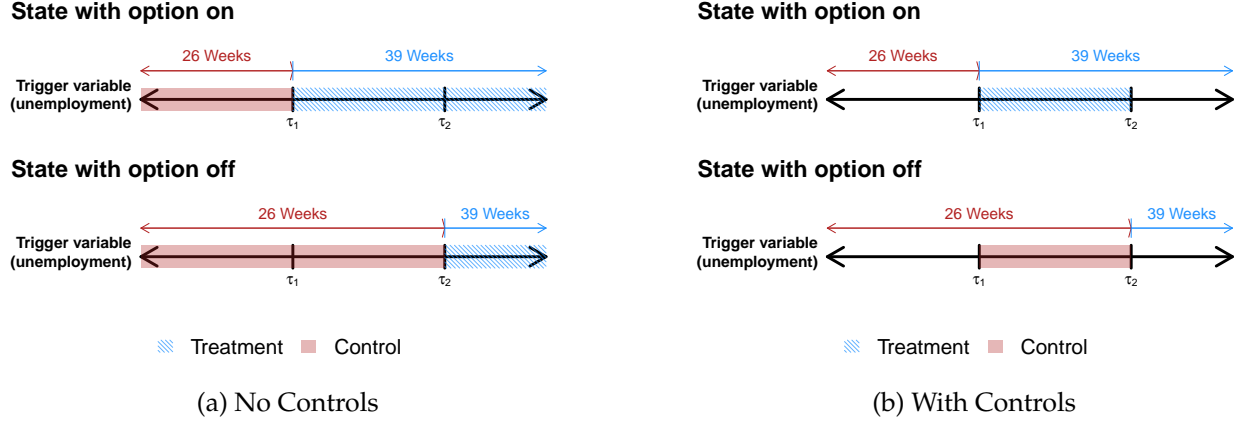 State with option on
26 Weeks
39 Weeks
Trigger variable
(unemployment)
τ1
τ2
State with option off
26 Weeks
39 Weeks
Trigger variable
(unemployment)
τ1
τ2
Treatment
Control
(a) No Controls
State with option on
26 Weeks
39 Weeks
Trigger variable
(unemployment)
τ1
τ2
State with option off
26 Weeks
39 Weeks
Trigger variable
(unemployment)
τ1
τ2
Treatment
Control
(b) With Controls